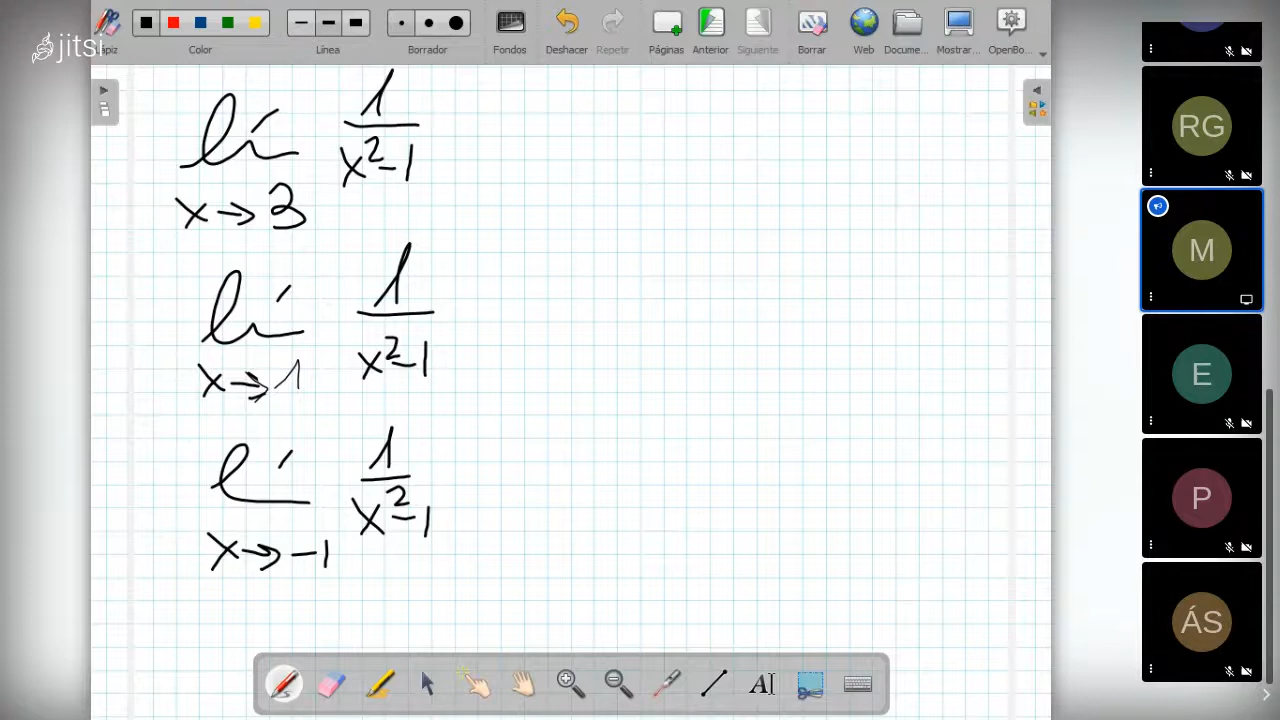 jitsi
Lápiz Color Línea Borrador Fondos Deshacer Repetir Páginas Anterior Siguiente Borrar Web Docume... Mostrar... OpenBo...
lí 1
x²-1
x → 3
lí 1
x²-1
x → 1
lí 1
x²-1
x → -1
RG
M
E
P
ÁS
AI